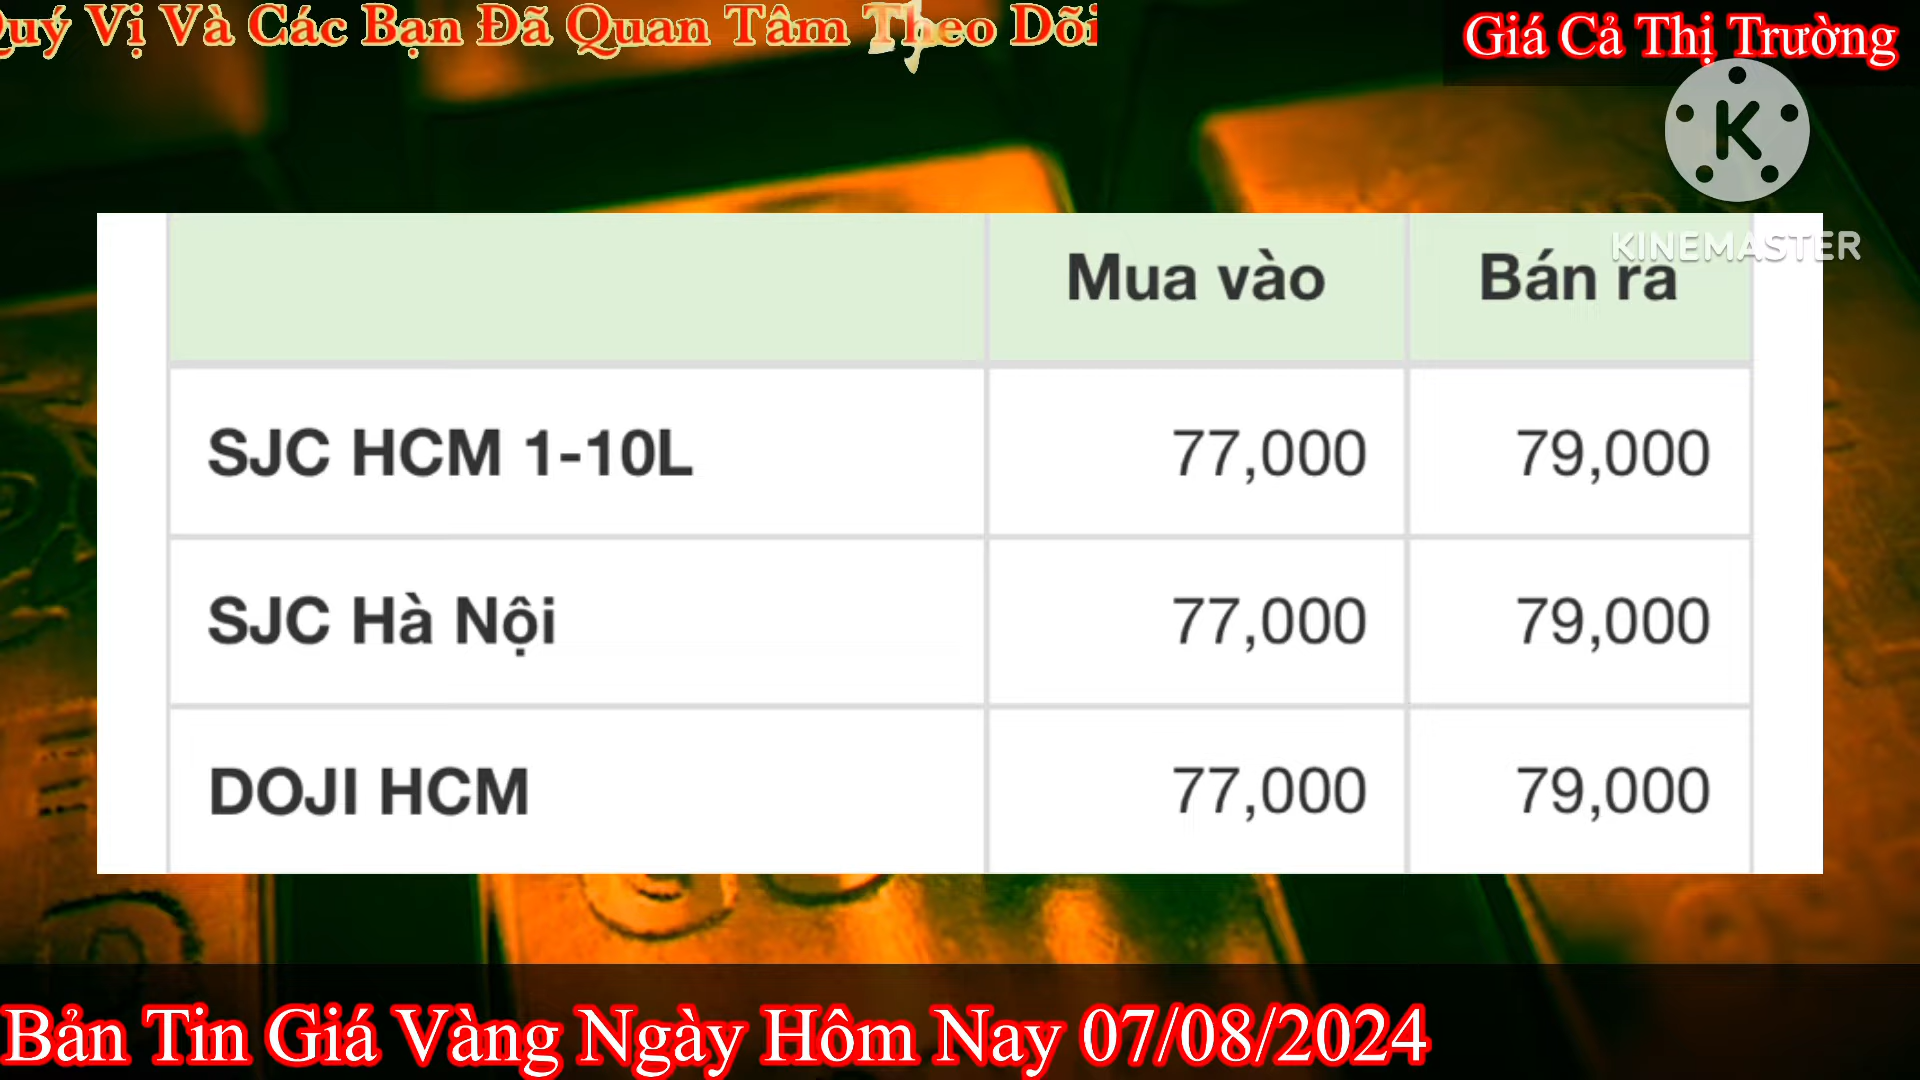 Quý Vị Và Các Bạn Đã Quan Tâm Theo Dõi
Giá Cả Thị Trường
K
KINEMASTER
Mua vào Bán ra
SJC HCM 1-10L 77,000 79,000
SJC Hà Nội 77,000 79,000
DOJI HCM 77,000 79,000
Bản Tin Giá Vàng Ngày Hôm Nay 07/08/2024